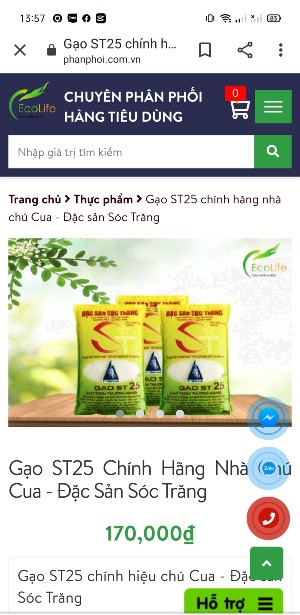 13:57
Gạo ST25 chính h...
phanphoi.com.vn
EcoLife
CHUYÊN PHÂN PHỐI
HÀNG TIÊU DÙNG
0
Nhập giá trị tìm kiếm
Trang chủ > Thực phẩm > Gạo ST25 chính hãng nhà
chú Cua - Đặc sản Sóc Trăng
EcoLife
ĐẶC SẢN SÓC TRĂNG
ST
GẠO ST 25
Gạo ST25 Chính Hãng Nhà Chú
Cua - Đặc Sản Sóc Trăng
Zalo
170,000₫
Gạo ST25 chính hiệu chú Cua - Đặc sản
Sóc Trăng
Hỗ trợ